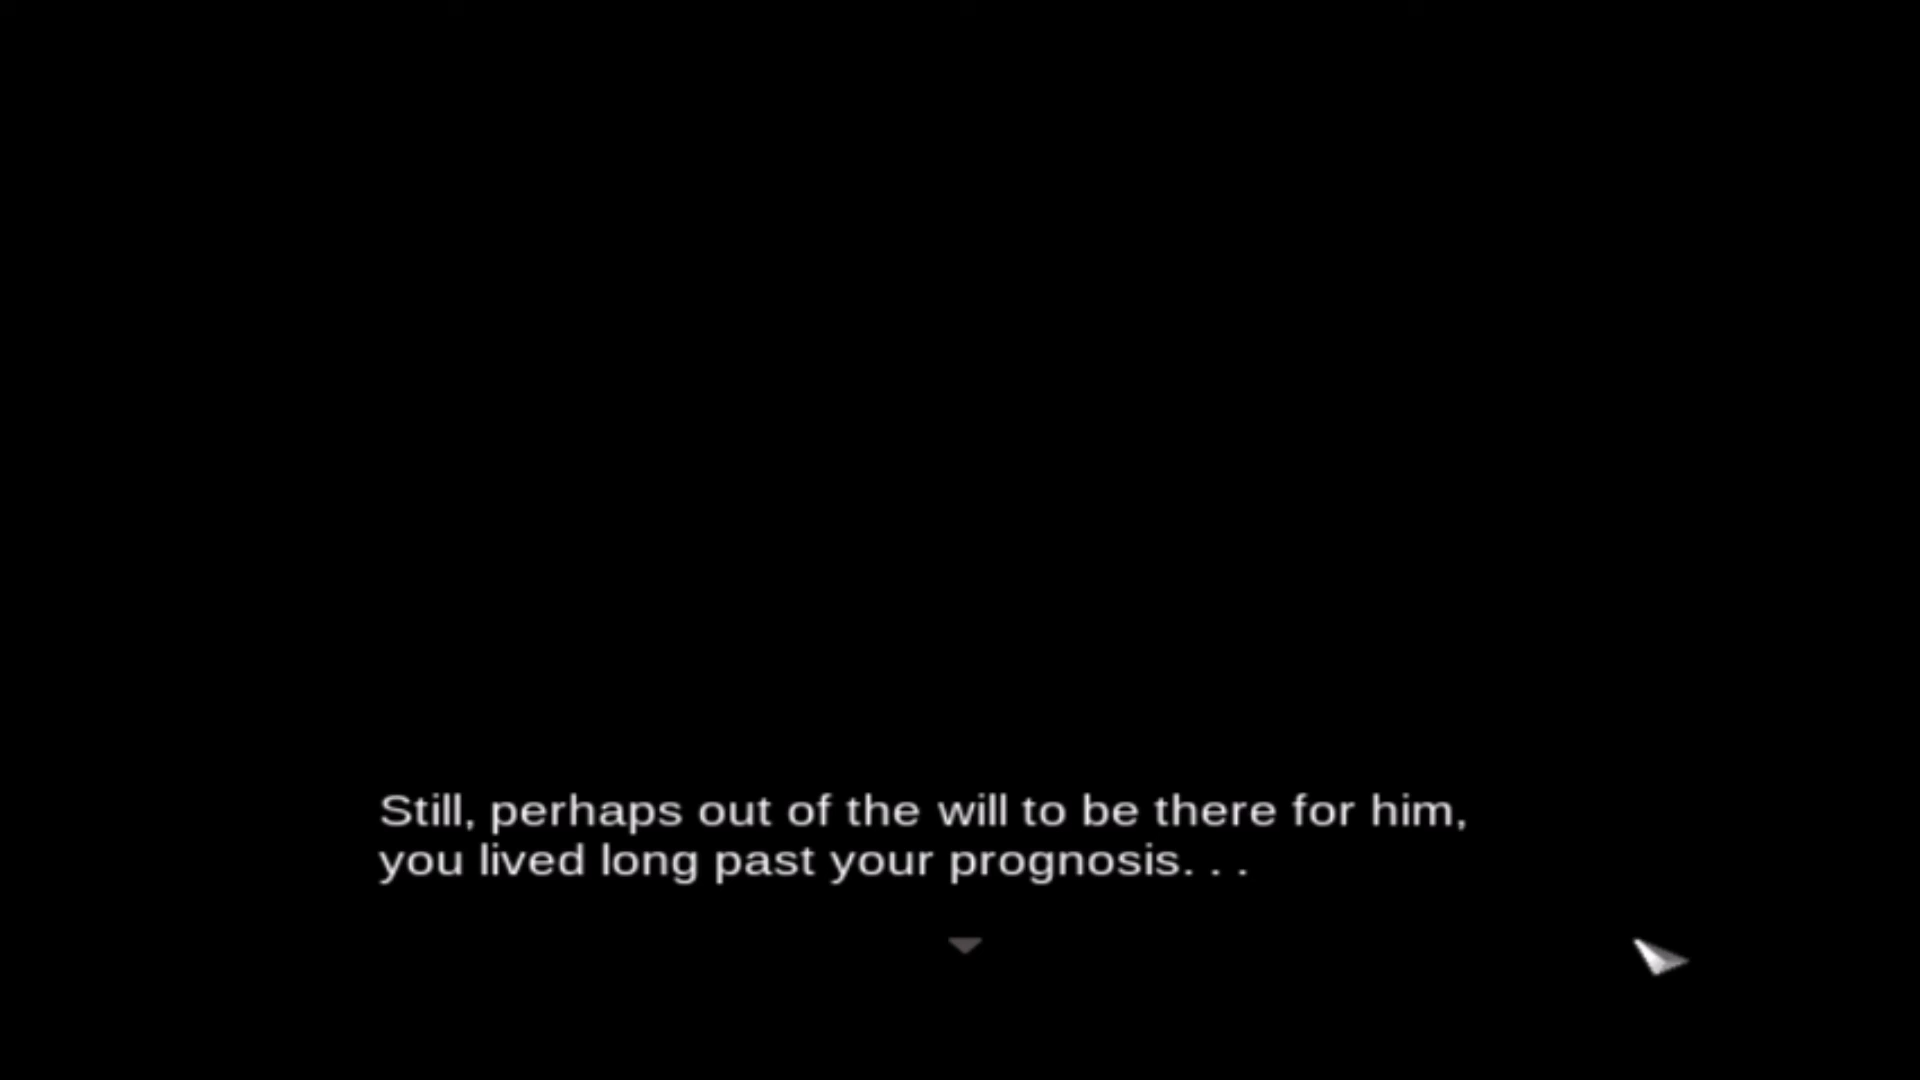 Still, perhaps out of the will to be there for him,
you lived long past your prognosis. . .